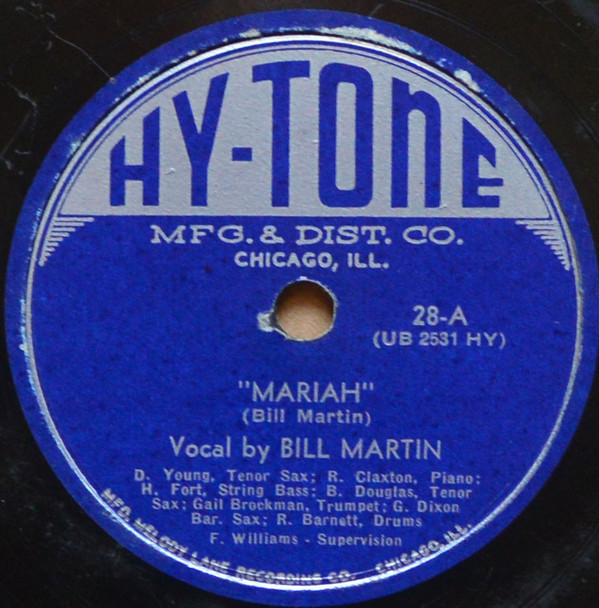 HY-TONE
MFG. & DIST. CO.
CHICAGO, ILL.
28-A
(UB 2531 HY)
"MARIAH"
(Bill Martin)
Vocal by BILL MARTIN
D. Young, Tenor Sax; R. Claxton, Piano;
H. Fort, String Bass; B. Douglas, Tenor
Sax; Gail Brockman, Trumpet; G. Dixon
Bar. Sax; R. Barnett, Drums
F. Williams - Supervision
MFG. MELODY LANE RECORDING CO. CHICAGO, ILL.